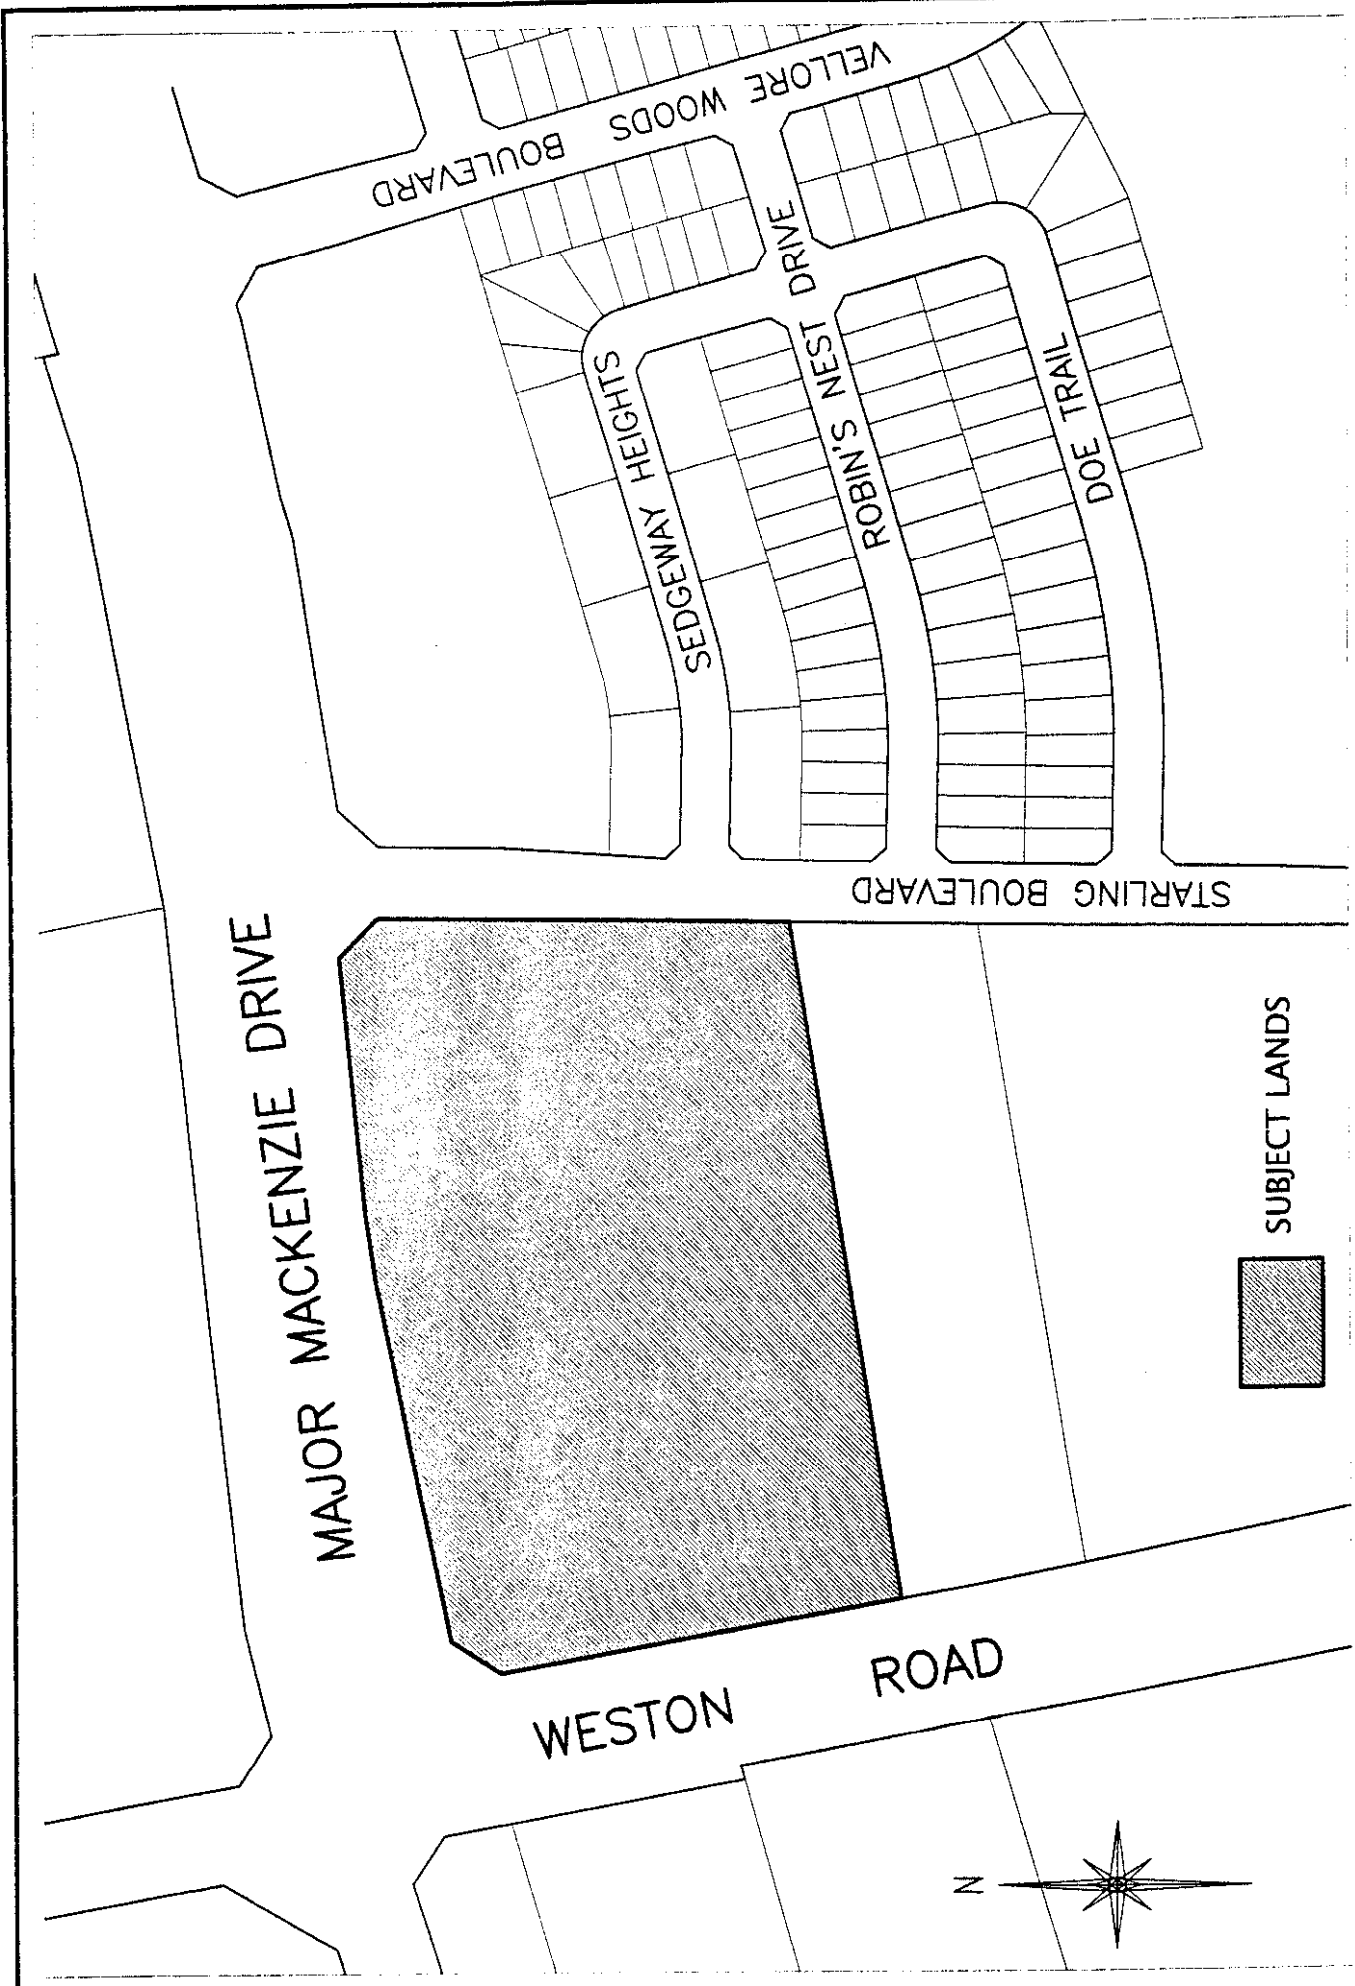 VELLORE WOODS BOULEVARD
SEDGEWAY HEIGHTS
ROBIN'S NEST DRIVE
DOE TRAIL
STARLING BOULEVARD
MAJOR MACKENZIE DRIVE
WESTON ROAD
SUBJECT LANDS
N